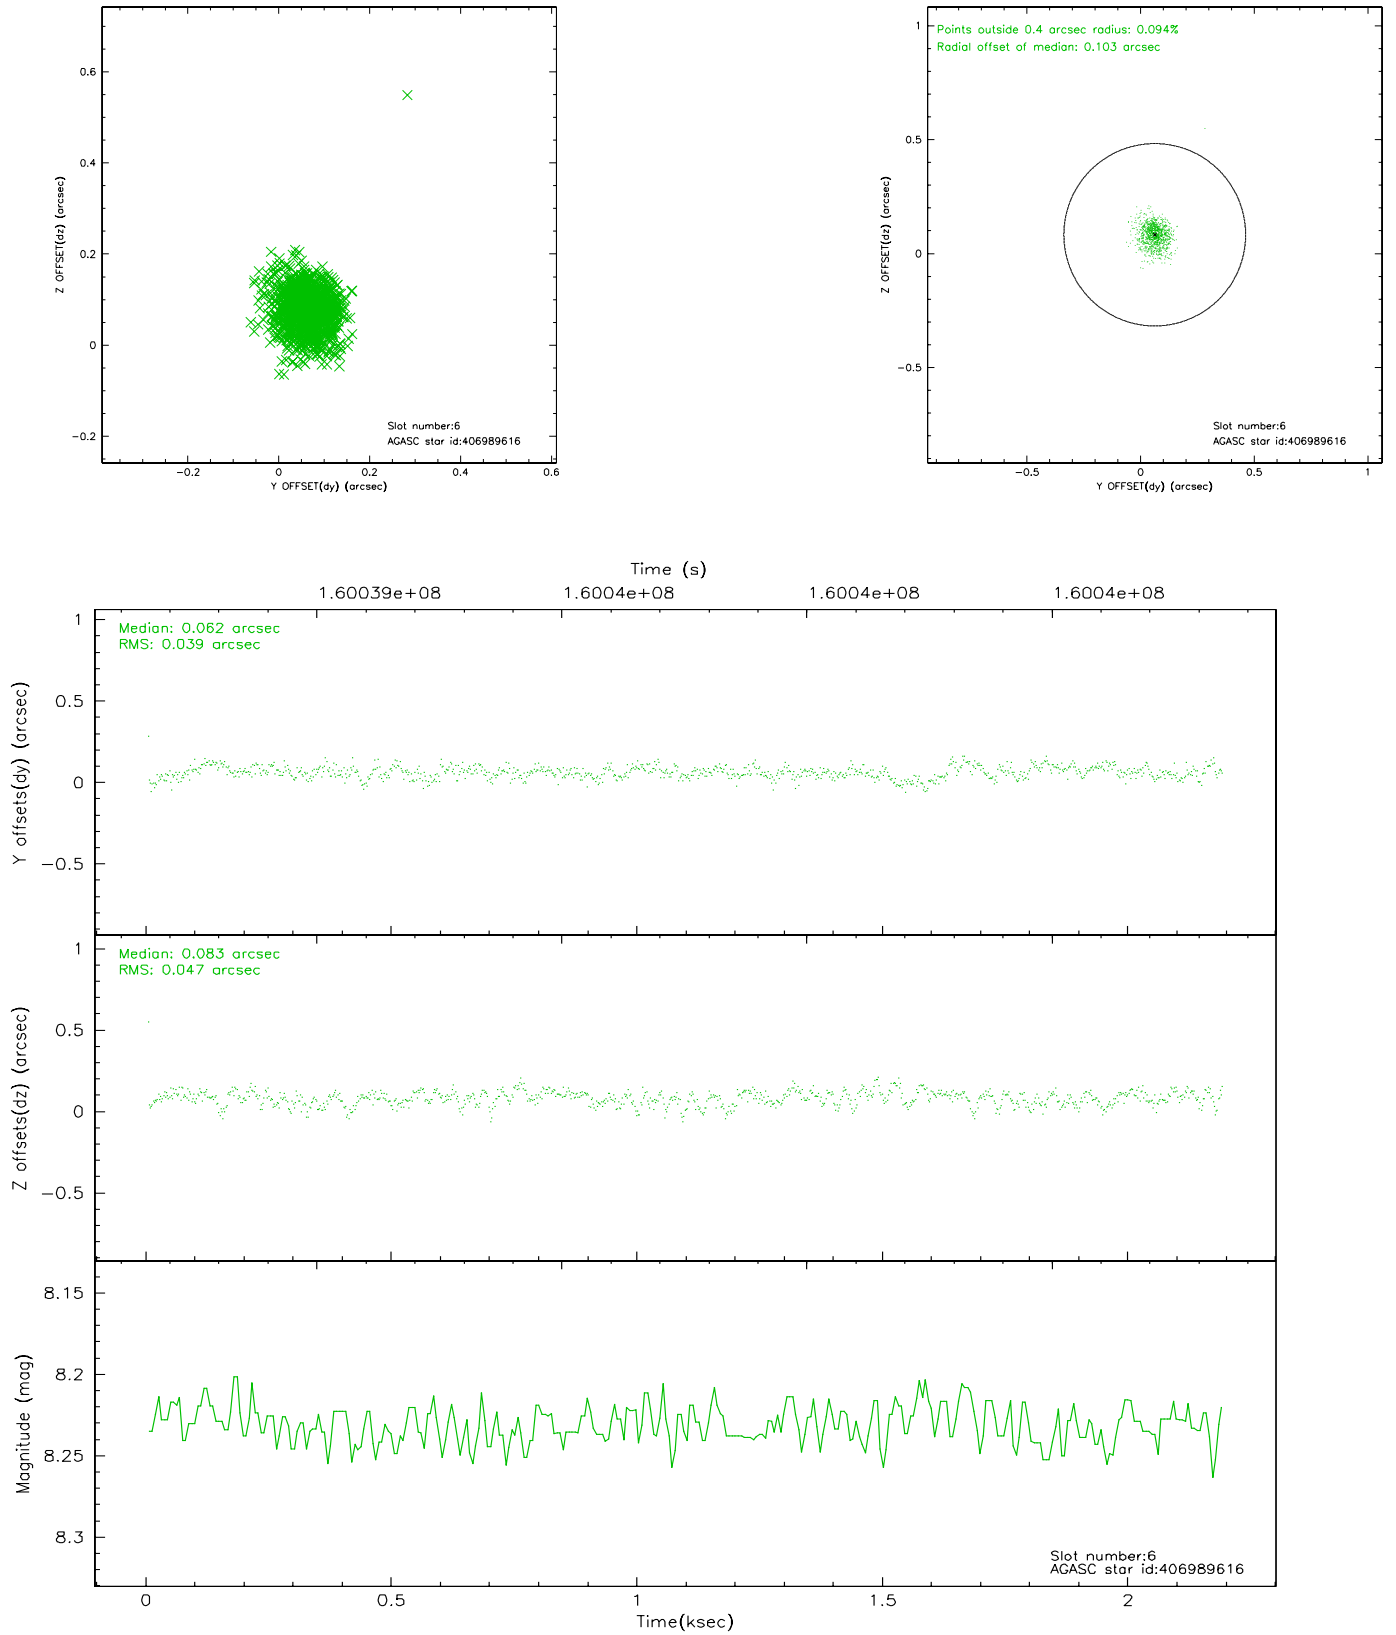 0.6
0.4
0.2
0
−0.2
Z OFFSET(dz) (arcsec)
Slot number:6
AGASC star id:406989616
−0.2 0 0.2 0.4 0.6
Y OFFSET(dy) (arcsec)
Points outside 0.4 arcsec radius: 0.094%
Radial offset of median: 0.103 arcsec
1
0.5
0
−0.5
Z OFFSET(dz) (arcsec)
Slot number:6
AGASC star id:406989616
−0.5 0 0.5 1
Y OFFSET(dy) (arcsec)
Time (s)
1.60039e+08 1.6004e+08 1.6004e+08 1.6004e+08
Median: 0.062 arcsec
RMS: 0.039 arcsec
1
0.5
0
−0.5
Y offsets(dy) (arcsec)
Median: 0.083 arcsec
RMS: 0.047 arcsec
1
0.5
0
−0.5
Z offsets(dz) (arcsec)
8.15
8.2
8.25
8.3
Magnitude (mag)
Slot number:6
AGASC star id:406989616
0 0.5 1 1.5 2
Time(ksec)